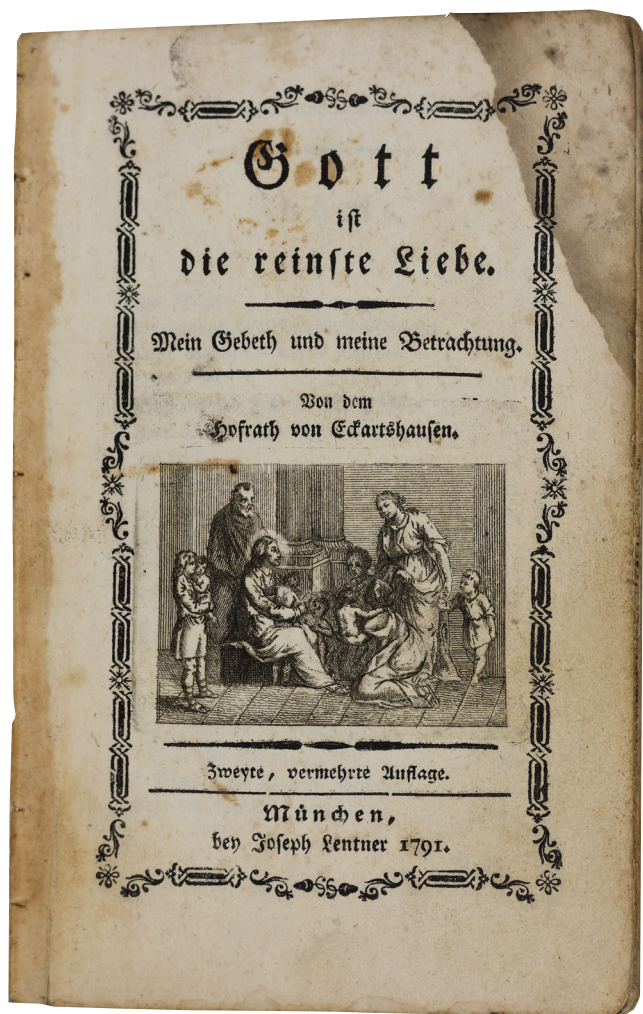 Gott
ist
die reinste Liebe.
Mein Gebeth und meine Betrachtung.
Von dem
Hofrath von Eckartshausen.
Zweyte, vermehrte Auflage.
München,
bey Joseph Lentner 1791.